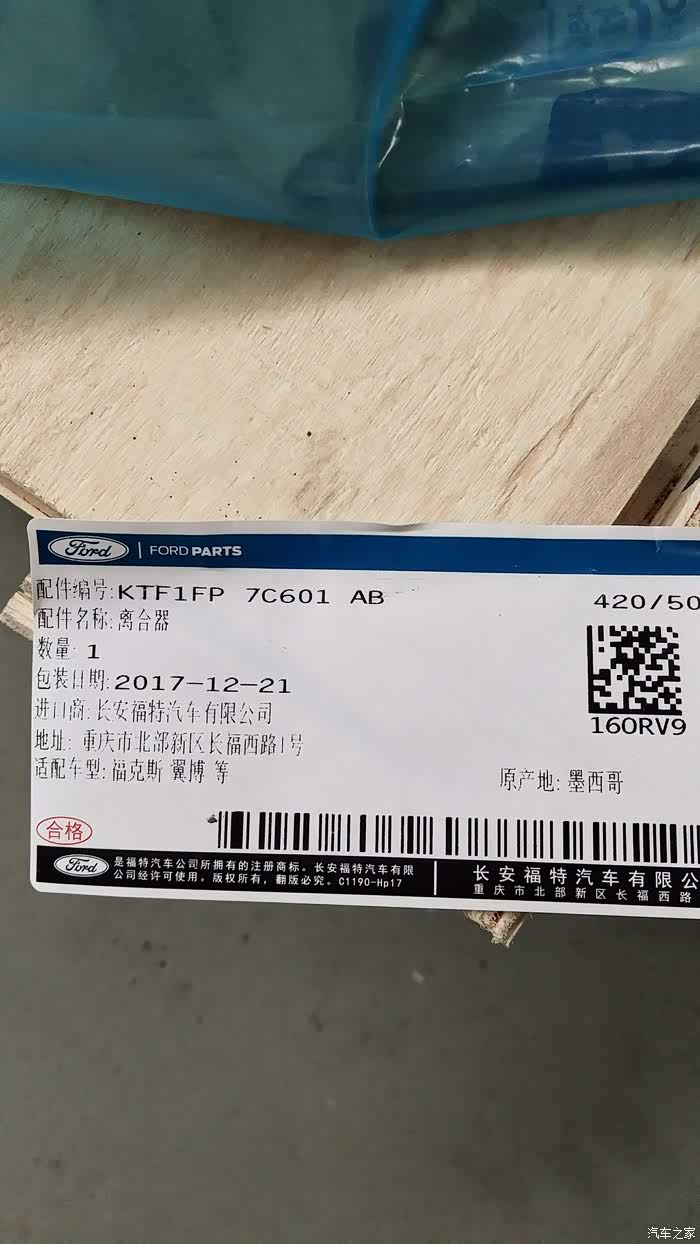 Ford | FORD PARTS
配件编号:KTF1FP 7C601 AB
420/50
配件名称:离合器
数量: 1
包装日期:2017-12-21
160RV9
进口商:长安福特汽车有限公司
地址: 重庆市北部新区长福西路1号
适配车型:福克斯 翼博 等
原产地: 墨西哥
合格
Ford
是福特汽车公司所拥有的注册商标。长安福特汽车有限
公司经许可使用。版权所有，翻版必究。C1190-Hp17
长安福特汽车有限公
重庆市北部新区长福西路
汽车之家